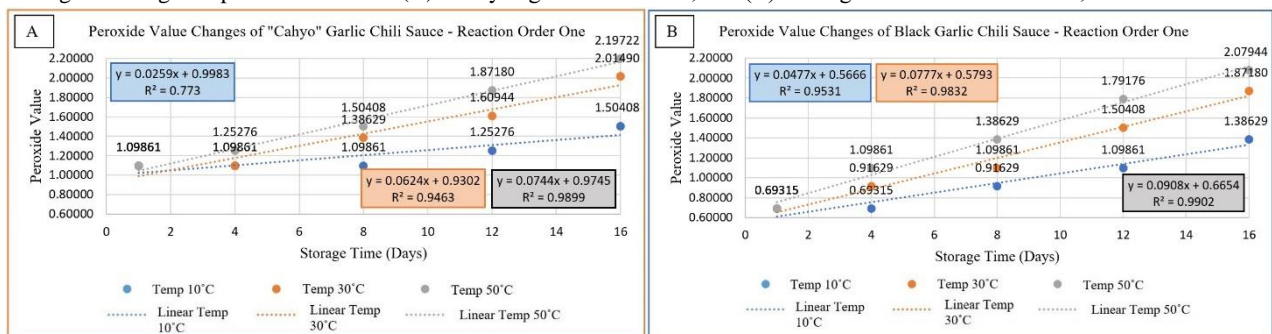 A
Peroxide Value Changes of "Cahyo" Garlic Chili Sauce - Reaction Order One
Peroxide Value
2.20000
2.00000
1.80000
1.60000
1.40000
1.20000
1.00000
0.80000
0.60000
y = 0.0259x + 0.9983
R² = 0.773
2.19722
2.01490
1.87180
1.60944
1.50408
1.50408
1.38629
1.25276
1.25276
1.09861
1.09861
1.09861
y = 0.0624x + 0.9302
R² = 0.9463
y = 0.0744x + 0.9745
R² = 0.9899
0 2 4 6 8 10 12 14 16
Storage Time (Days)
Temp 10˚C
Temp 30˚C
Temp 50˚C
Linear Temp
10˚C
Linear Temp
30˚C
Linear Temp 50˚C
B
Peroxide Value Changes of Black Garlic Chili Sauce - Reaction Order One
Peroxide Value
2.20000
2.00000
1.80000
1.60000
1.40000
1.20000
1.00000
0.80000
0.60000
y = 0.0477x + 0.5666
R² = 0.9531
y = 0.0777x + 0.5793
R² = 0.9832
2.07944
1.87180
1.79176
1.50408
1.38629
1.38629
1.09861
1.09861
1.09861
0.91629
0.91629
0.69315
0.69315
y = 0.0908x + 0.6654
R² = 0.9902
0 2 4 6 8 10 12 14 16
Storage Time (Days)
Temp 10˚C
Temp 30˚C
Temp 50˚C
Linear Temp
10˚C
Linear Temp
30˚C
Linear Temp 50˚C